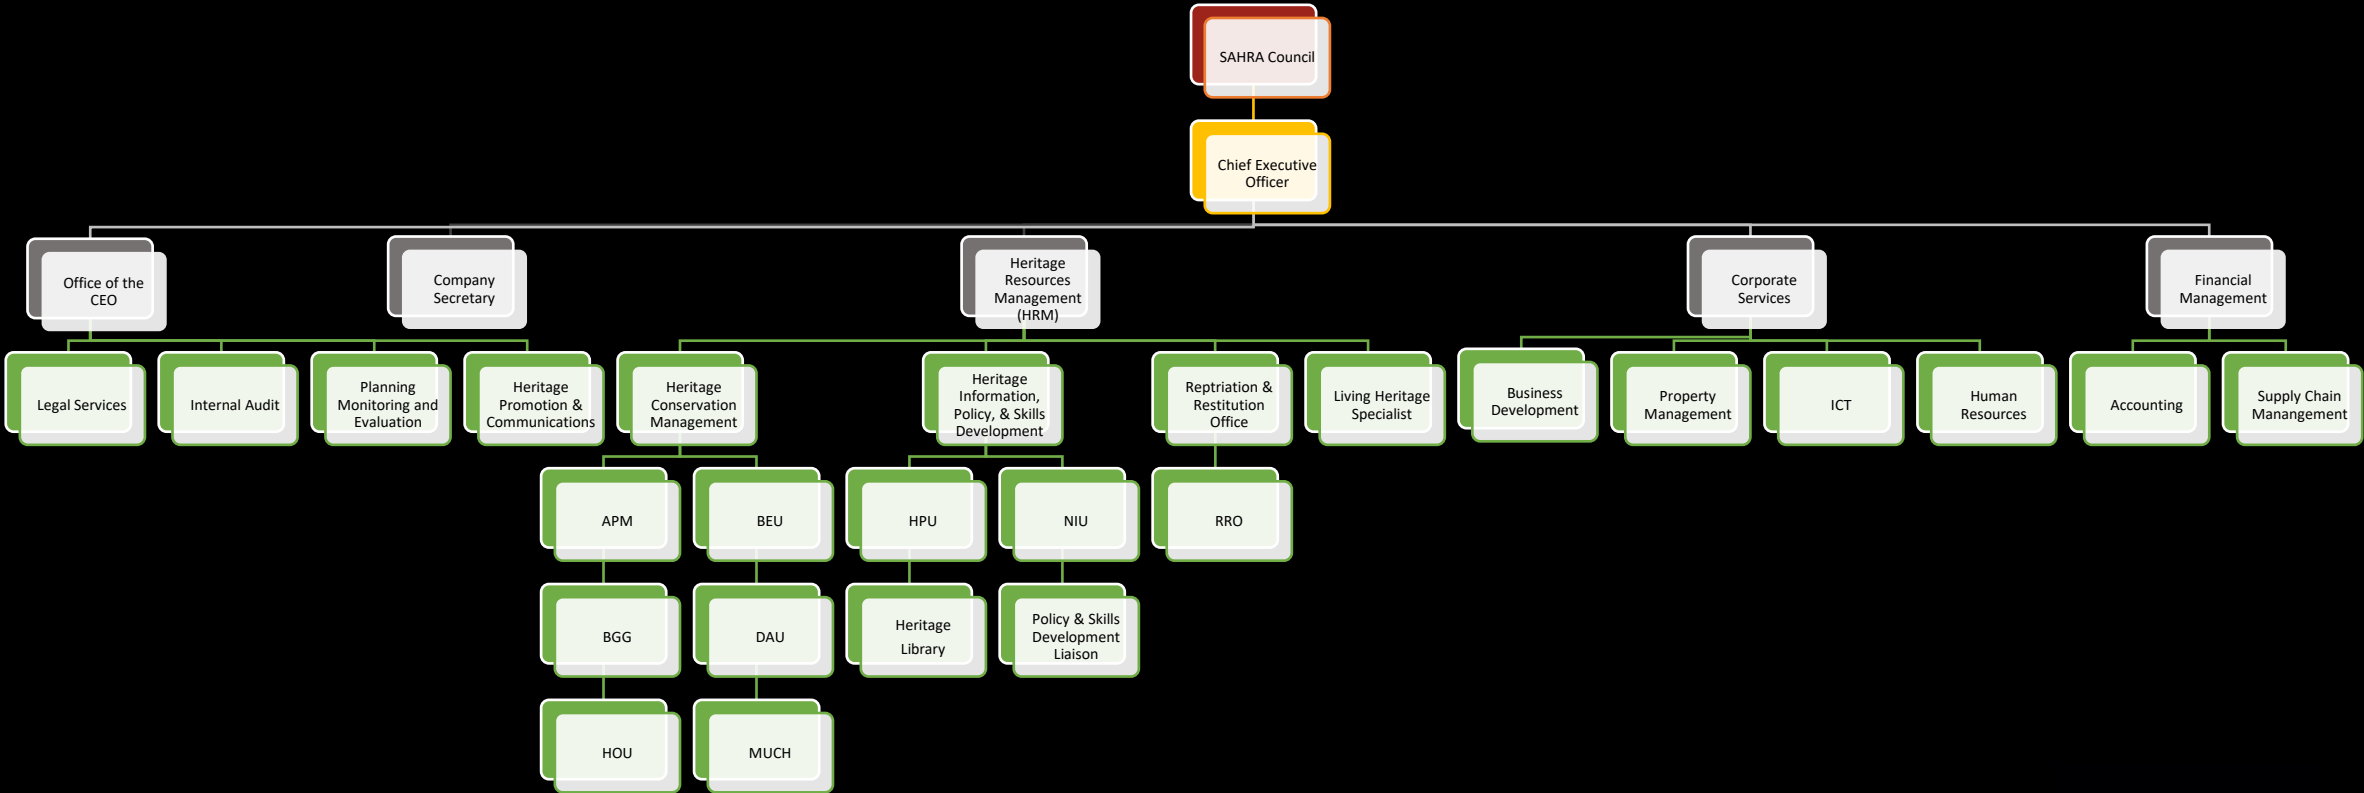 SAHRA Council
Chief Executive
Officer
Office of the
CEO
Company
Secretary
Heritage
Resources
Management
(HRM)
Corporate
Services
Financial
Management
Legal Services
Internal Audit
Planning
Monitoring and
Evaluation
Heritage
Promotion &
Communications
Heritage
Conservation
Management
Heritage
Information,
Policy, & Skills
Development
Reptriation &
Restitution
Office
Living Heritage
Specialist
Business
Development
Property
Management
ICT
Human
Resources
Accounting
Supply Chain
Manangement
APM
BEU
HPU
NIU
RRO
BGG
DAU
Heritage
Library
Policy & Skills
Development
Liaison
HOU
MUCH